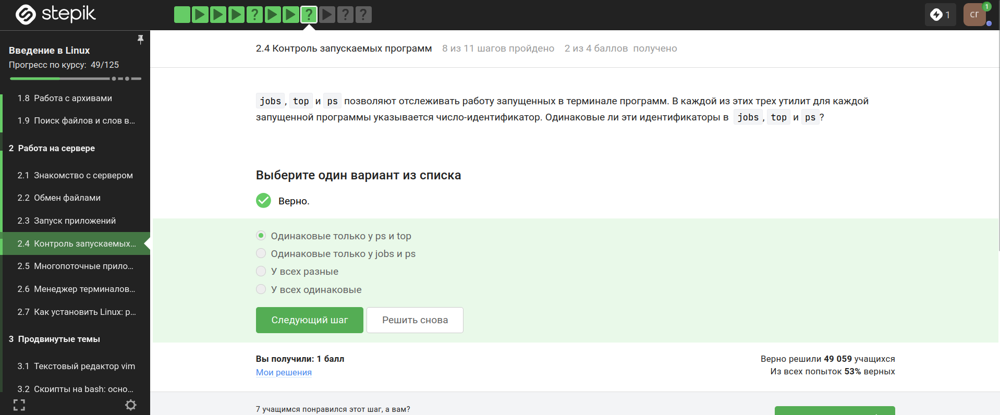 stepik
? ? ? ?
1
СГ
1
Введение в Linux
Прогресс по курсу: 49/125
1.8 Работа с архивами
1.9 Поиск файлов и слов в...
2 Работа на сервере
2.1 Знакомство с сервером
2.2 Обмен файлами
2.3 Запуск приложений
2.4 Контроль запускаемых...
2.5 Многопоточные прило...
2.6 Менеджер терминалов...
2.7 Как установить Linux: р...
3 Продвинутые темы
3.1 Текстовый редактор vim
3.2 Скрипты на bash: осно...
2.4 Контроль запускаемых программ 8 из 11 шагов пройдено 2 из 4 баллов получено
jobs, top и ps позволяют отслеживать работу запущенных в терминале программ. В каждой из этих трех утилит для каждой
запущенной программы указывается число-идентификатор. Одинаковые ли эти идентификаторы в jobs, top и ps?
Выберите один вариант из списка
Верно.
Одинаковые только у ps и top
Одинаковые только у jobs и ps
У всех разные
У всех одинаковые
Следующий шаг Решить снова
Вы получили: 1 балл
Мои решения
Верно решили 49 059 учащихся
Из всех попыток 53% верных
7 учащимся понравился этот шаг, а вам?